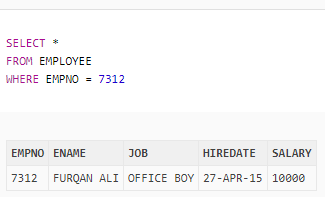 SELECT *
FROM EMPLOYEE
WHERE EMPNO = 7312
EMPNO ENAME JOB HIREDATE SALARY
7312 FURQAN ALI OFFICE BOY 27-APR-15 10000